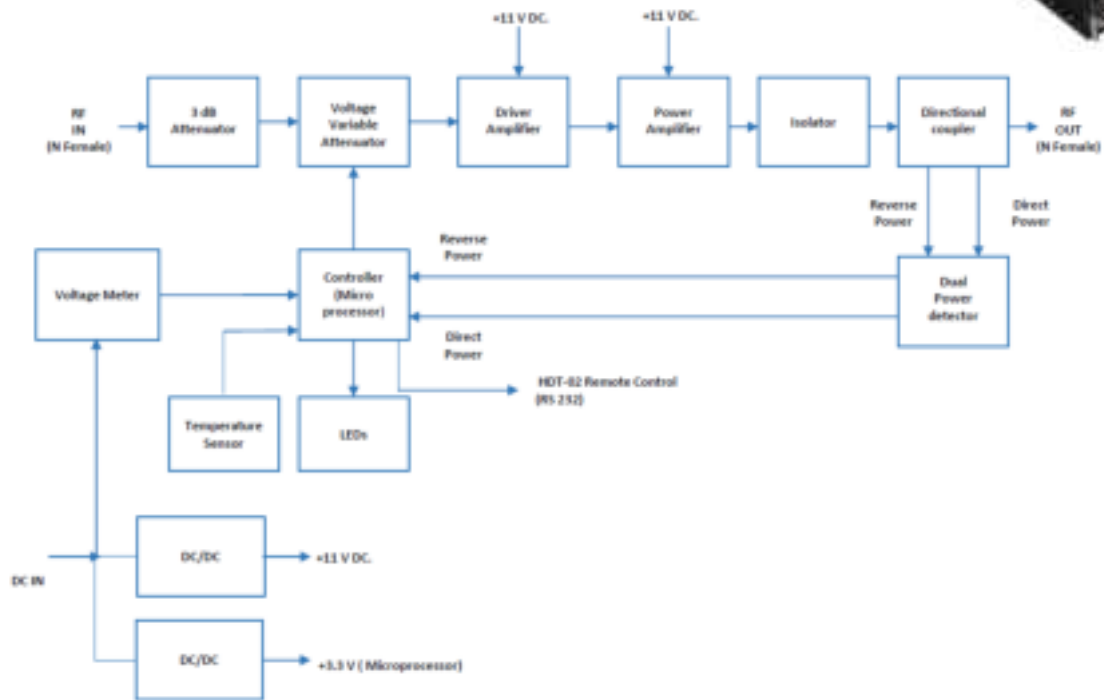 +11 V DC.
+11 V DC.
RF
IN
(N Female)
3 dB
Attenuator
Voltage
Variable
Attenuator
Driver
Amplifier
Power
Amplifier
Isolator
Directional
coupler
RF
OUT
(N Female)
Reverse
Power
Direct
Power
Voltage Meter
Controller
(Micro
processor)
Reverse
Power
Direct
Power
Dual
Power
detector
HDT-02 Remote Control
(RS 232)
Temperature
Sensor
LEDs
DC IN
DC/DC
+11 V DC.
DC/DC
+3.3 V ( Microprocessor)